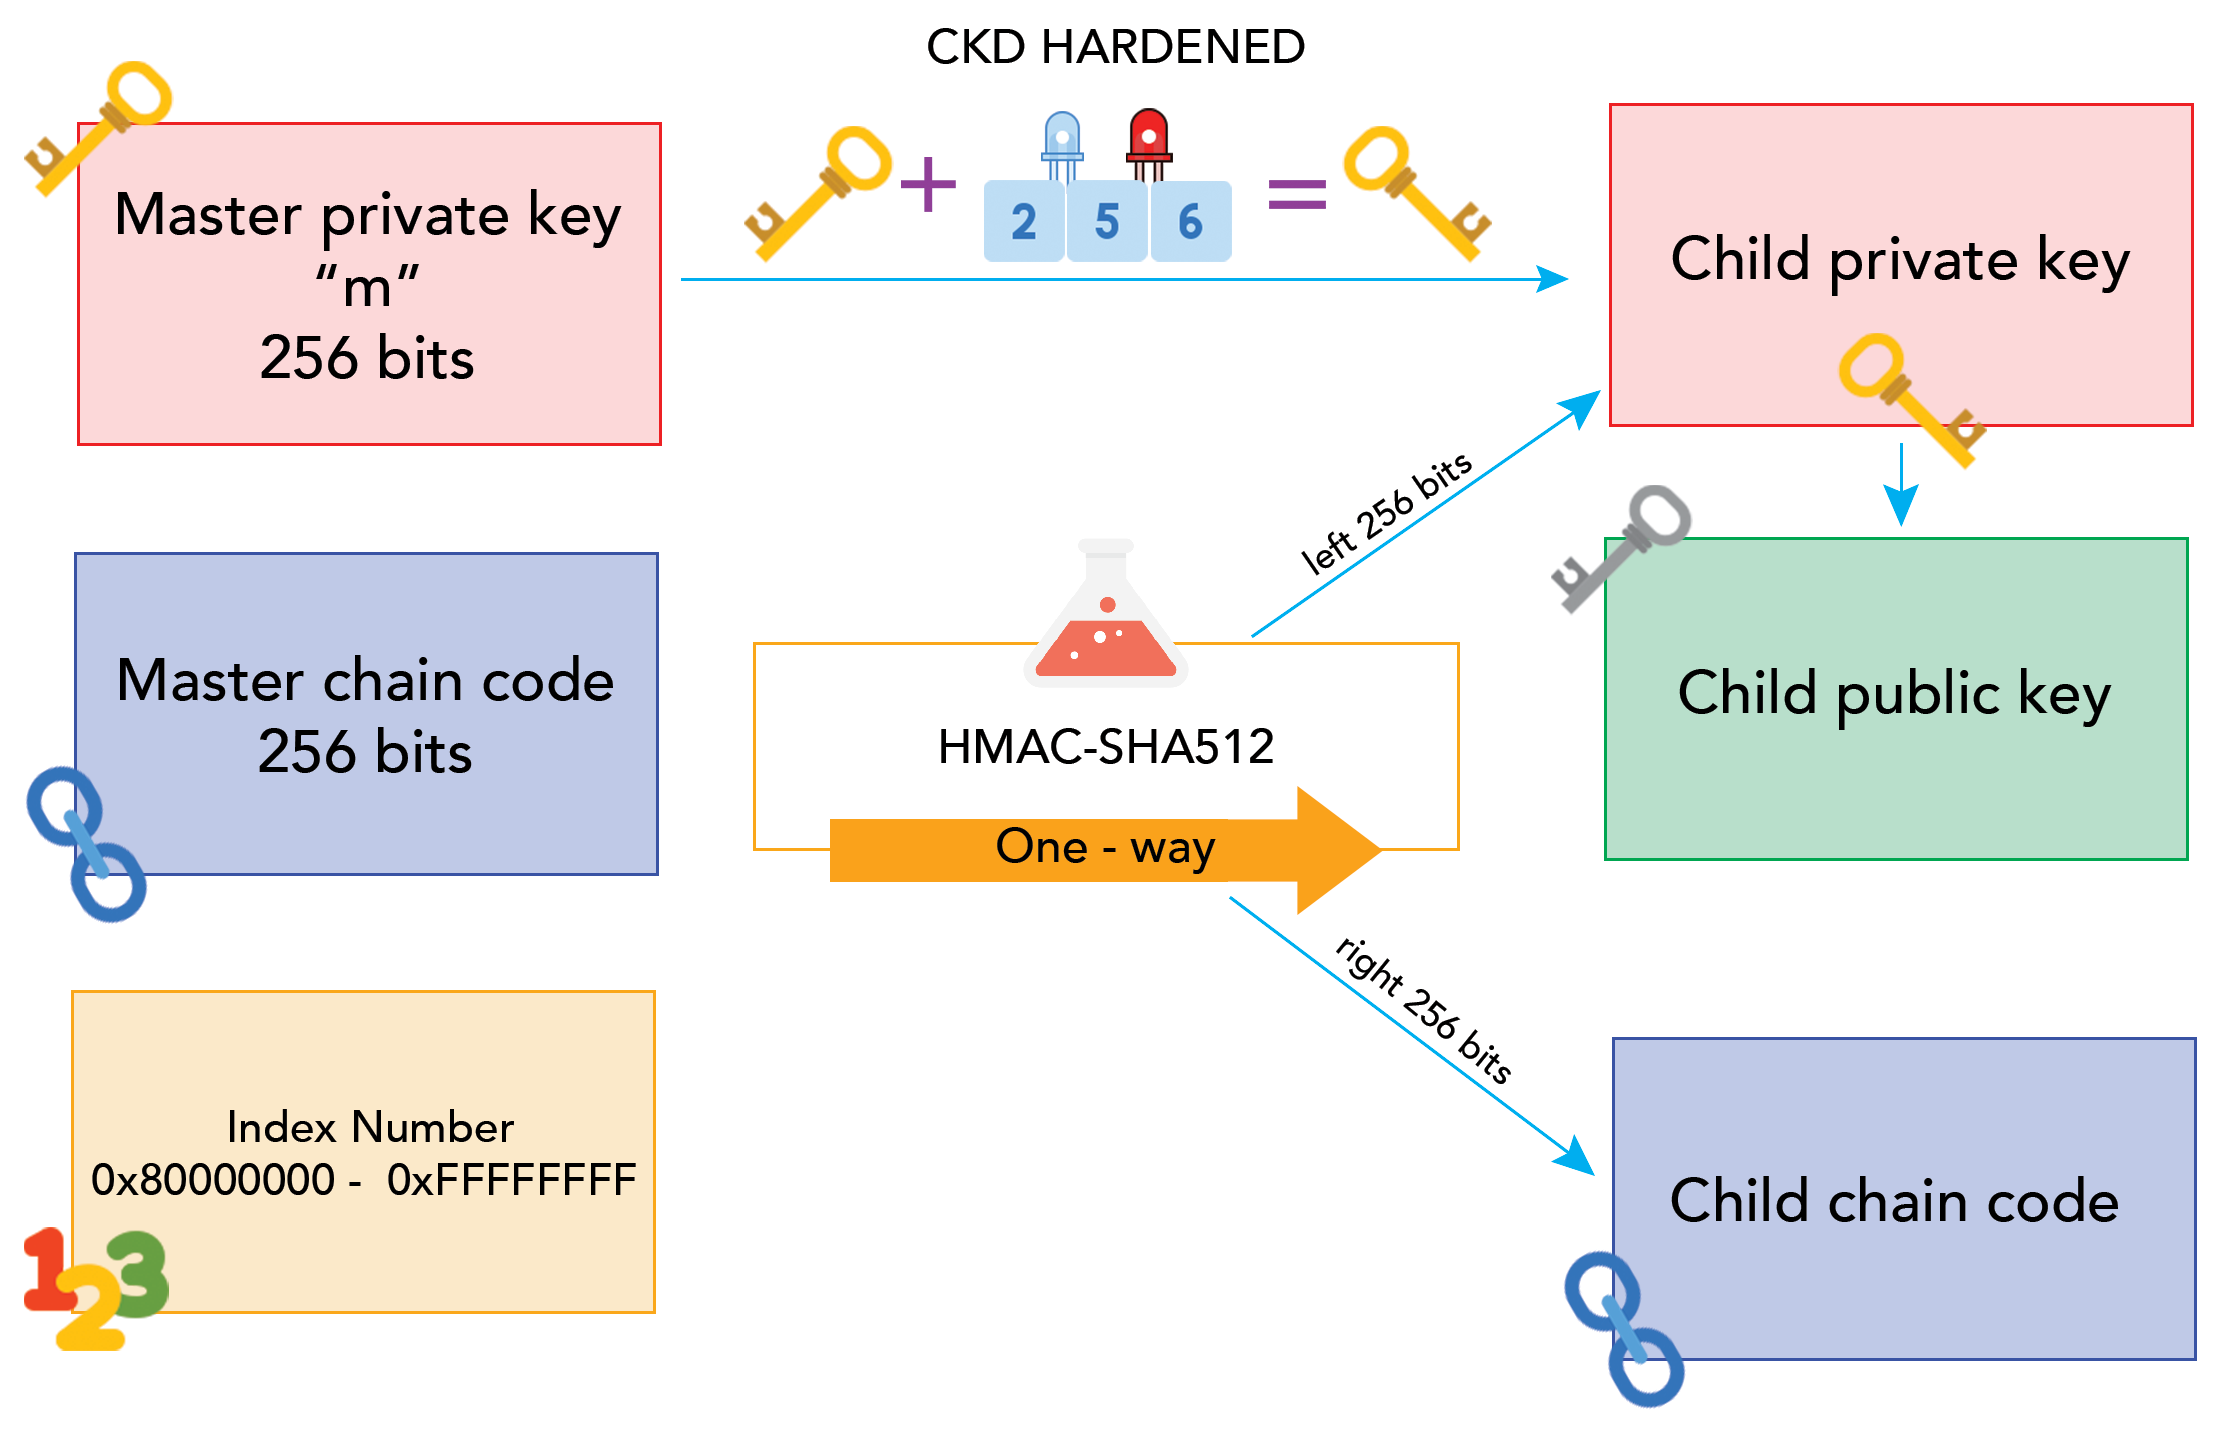 CKD HARDENED
Master private key
“m”
256 bits
+
2 5 6
=
Child private key
left 256 bits
Master chain code
256 bits
HMAC-SHA512
One - way
Child public key
right 256 bits
Index Number
0x80000000 - 0xFFFFFFFF
123
Child chain code